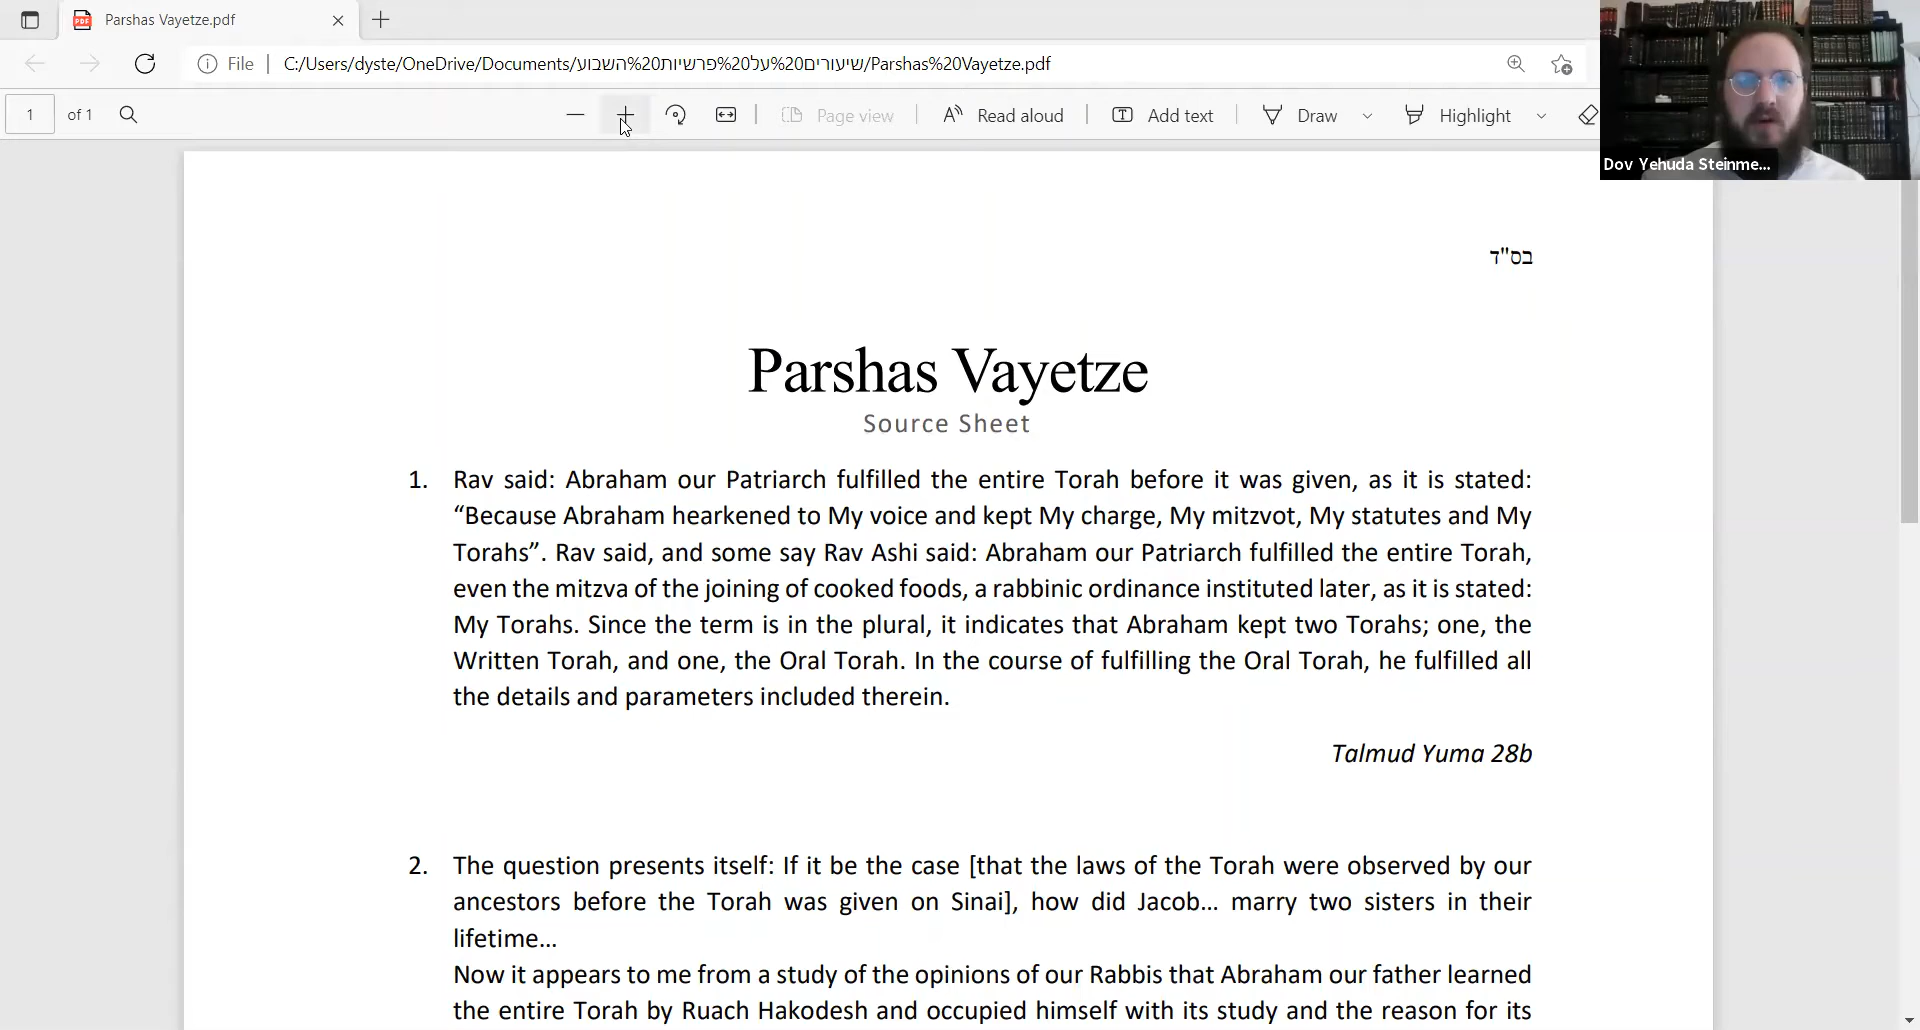 Parshas Vayetze.pdf
File
C:/Users/dyste/OneDrive/Documents/שיעורים%20על%20פרשיות%20השבוע/Parshas%20Vayetze.pdf
1 of 1
Page view
Read aloud
Add text
Draw
Highlight
Dov Yehuda Steinme...
בס"ד
Parshas Vayetze
Source Sheet
1. Rav said: Abraham our Patriarch fulfilled the entire Torah before it was given, as it is stated:
“Because Abraham hearkened to My voice and kept My charge, My mitzvot, My statutes and My
Torahs”. Rav said, and some say Rav Ashi said: Abraham our Patriarch fulfilled the entire Torah,
even the mitzva of the joining of cooked foods, a rabbinic ordinance instituted later, as it is stated:
My Torahs. Since the term is in the plural, it indicates that Abraham kept two Torahs; one, the
Written Torah, and one, the Oral Torah. In the course of fulfilling the Oral Torah, he fulfilled all
the details and parameters included therein.
Talmud Yuma 28b
2. The question presents itself: If it be the case [that the laws of the Torah were observed by our
ancestors before the Torah was given on Sinai], how did Jacob... marry two sisters in their
lifetime...
Now it appears to me from a study of the opinions of our Rabbis that Abraham our father learned
the entire Torah by Ruach Hakodesh and occupied himself with its study and the reason for its